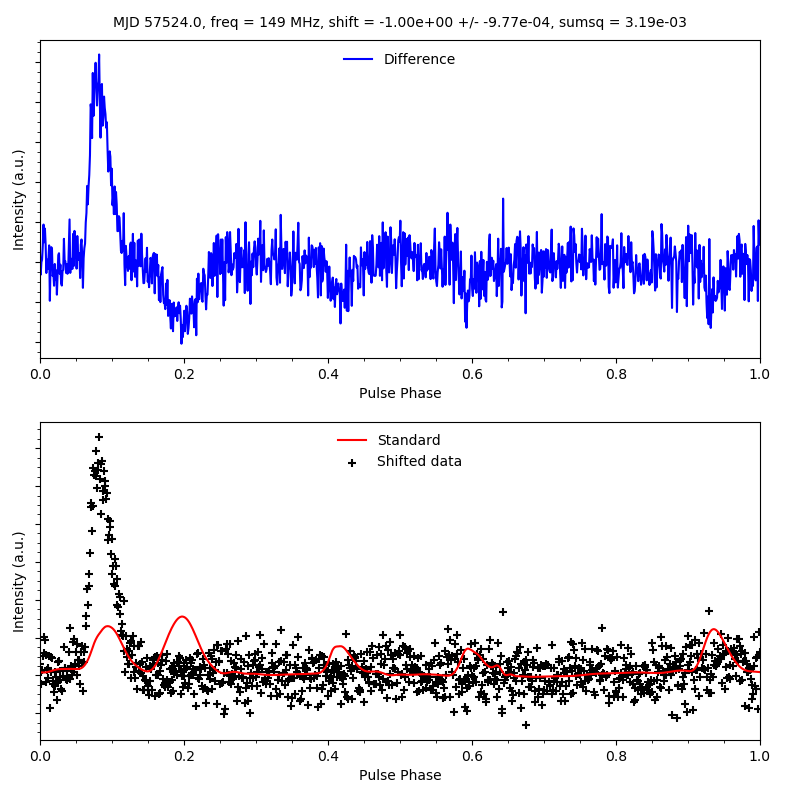 MJD 57524.0, freq = 149 MHz, shift = -1.00e+00 +/- -9.77e-04, sumsq = 3.19e-03
Difference
Intensity (a.u.)
0.0 0.2 0.4 0.6 0.8 1.0
Pulse Phase
Standard
Shifted data
Intensity (a.u.)
0.0 0.2 0.4 0.6 0.8 1.0
Pulse Phase